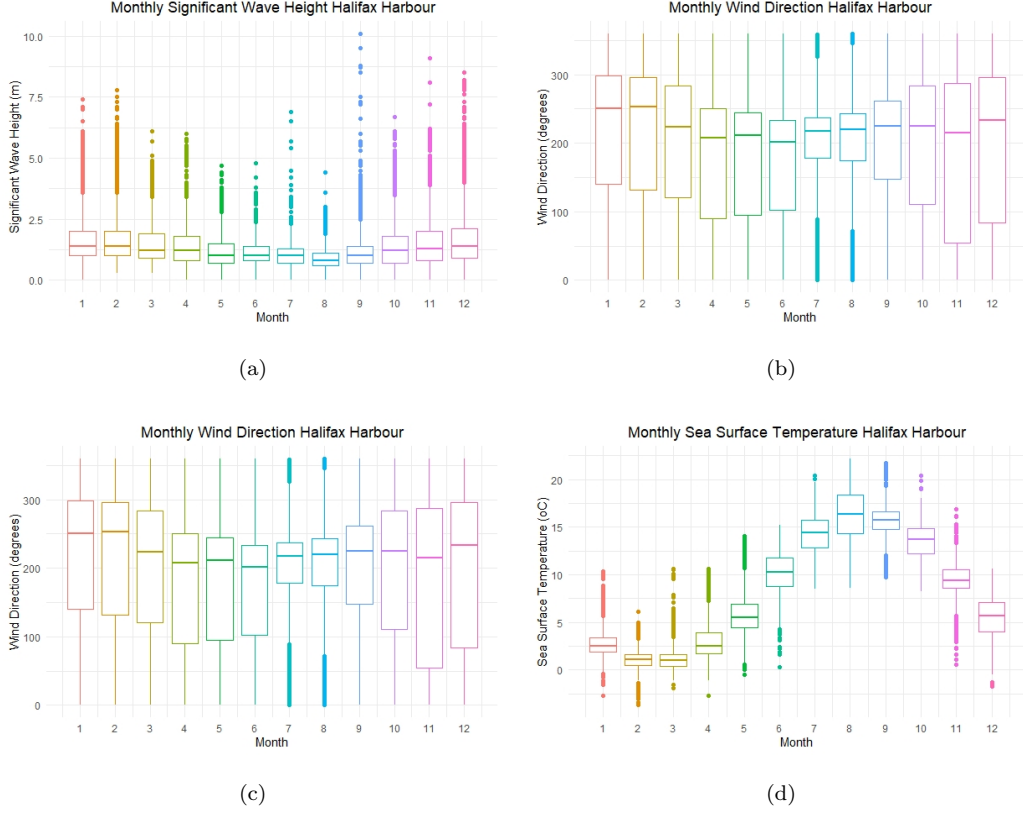 Monthly Significant Wave Height Halifax Harbour
Significant Wave Height (m)
10.0
7.5
5.0
2.5
0.0
1 2 3 4 5 6 7 8 9 10 11 12
Month
(a)
Monthly Wind Direction Halifax Harbour
Wind Direction (degrees)
300
200
100
0
1 2 3 4 5 6 7 8 9 10 11 12
Month
(b)
Monthly Wind Direction Halifax Harbour
Wind Direction (degrees)
300
200
100
0
1 2 3 4 5 6 7 8 9 10 11 12
Month
(c)
Monthly Sea Surface Temperature Halifax Harbour
Sea Surface Temperature (oC)
20
15
10
5
0
1 2 3 4 5 6 7 8 9 10 11 12
Month
(d)